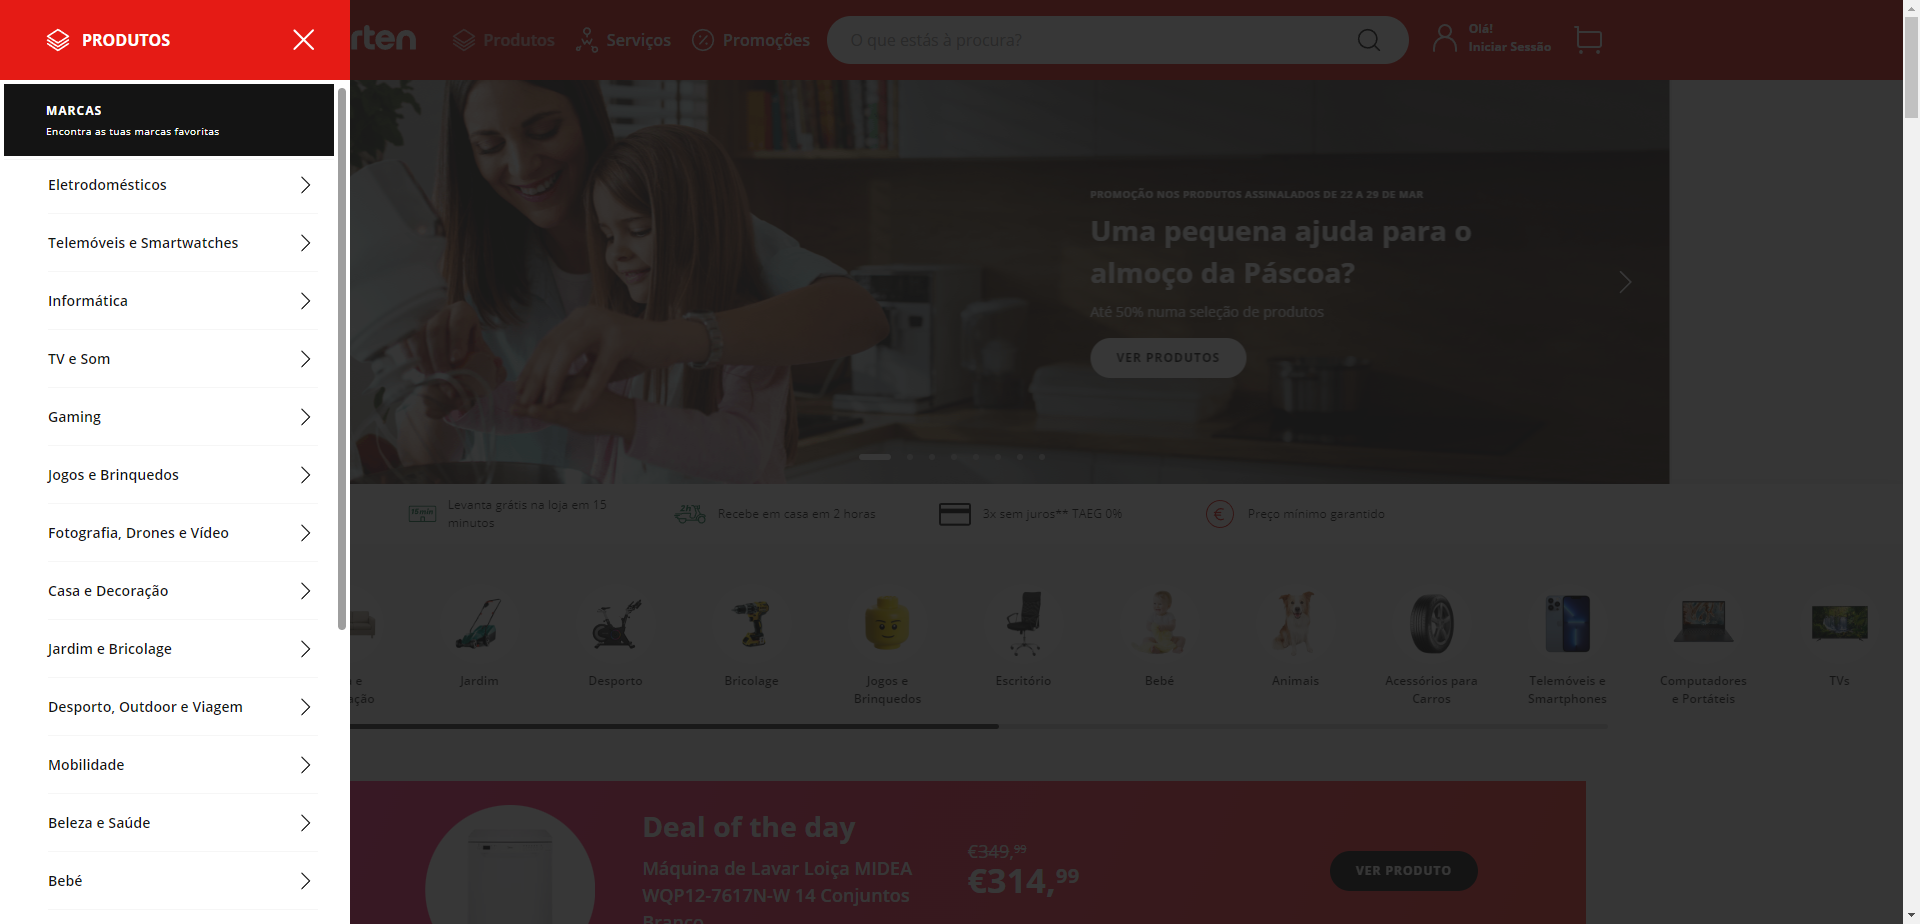 PRODUTOS
rten
Produtos
Serviços
Promoções
O que estás à procura?
Olá!
Iniciar Sessão
MARCAS
Encontra as tuas marcas favoritas
Eletrodomésticos
Telemóveis e Smartwatches
Informática
TV e Som
Gaming
Jogos e Brinquedos
Fotografia, Drones e Vídeo
Casa e Decoração
Jardim e Bricolage
Desporto, Outdoor e Viagem
Mobilidade
Beleza e Saúde
Bebé
PROMOÇÃO NOS PRODUTOS ASSINALADOS DE 22 A 29 DE MAR
Uma pequena ajuda para o
almoço da Páscoa?
Até 50% numa seleção de produtos
VER PRODUTOS
Levanta grátis na loja em 15
minutos
Recebe em casa em 2 horas
3x sem juros** TAEG 0%
Preço mínimo garantido
e
ação
Jardim
Desporto
Bricolage
Jogos e
Brinquedos
Escritório
Bebé
Animais
Acessórios para
Carros
Telemóveis e
Smartphones
Computadores
e Portáteis
TVs
Deal of the day
Máquina de Lavar Loiça MIDEA
WQP12-7617N-W 14 Conjuntos
Branco
€349,99
€314,99
VER PRODUTO